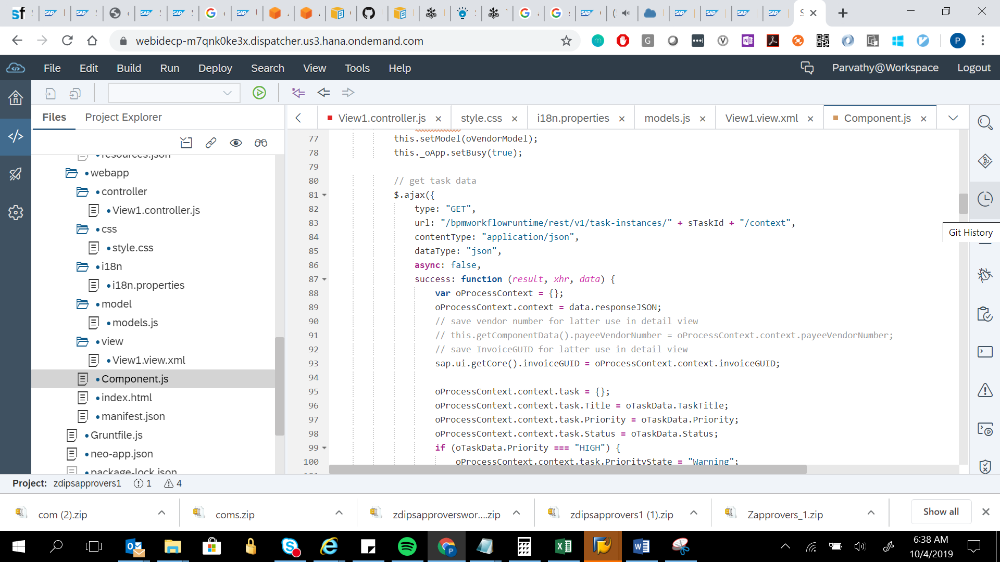 webidecp-m7qnk0ke3x.dispatcher.us3.hana.ondemand.com
File Edit Build Run Deploy Search View Tools Help
Parvathy@Workspace Logout
Files Project Explorer
View1.controller.js × style.css × i18n.properties × models.js × View1.view.xml × Component.js ×
resources.json
webapp
controller
View1.controller.js
css
style.css
i18n
i18n.properties
model
models.js
view
View1.view.xml
Component.js
index.html
manifest.json
Gruntfile.js
neo-app.json
package-lock.json
77 this.setModel(oVendorModel);
78 this._oApp.setBusy(true);
79
80 // get task data
81 $.ajax({
82 type: "GET",
83 url: "/bpmworkflowruntime/rest/v1/task-instances/" + sTaskId + "/context",
84 contentType: "application/json",
85 dataType: "json",
86 async: false,
87 success: function (result, xhr, data) {
88 var oProcessContext = {};
89 oProcessContext.context = data.responseJSON;
90 // save vendor number for latter use in detail view
91 // this.getComponentData().payeeVendorNumber = oProcessContext.context.payeeVendorNumber;
92 // save InvoiceGUID for latter use in detail view
93 sap.ui.getCore().invoiceGUID = oProcessContext.context.invoiceGUID;
94
95 oProcessContext.context.task = {};
96 oProcessContext.context.task.Title = oTaskData.TaskTitle;
97 oProcessContext.context.task.Priority = oTaskData.Priority;
98 oProcessContext.context.task.Status = oTaskData.Status;
99 if (oTaskData.Priority === "HIGH") {
100 oProcessContext.context.task.PriorityState = "Warning";
Git History
Project: zdipsapprovers1 1 4
com (2).zip
coms.zip
zdipsapproverswor....zip
zdipsapprovers1 (1).zip
Zapprovers_1.zip
Show all
6:38 AM
10/4/2019